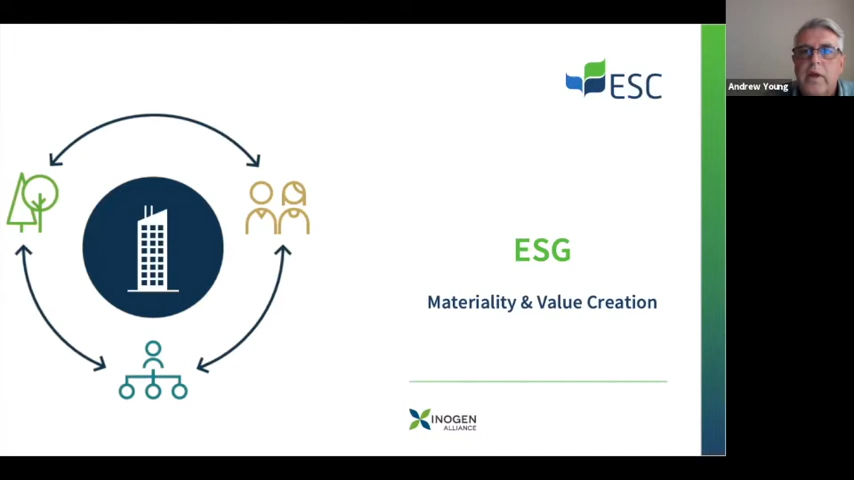 ESC
Andrew Young
ESG
Materiality & Value Creation
INOGEN
ALLIANCE